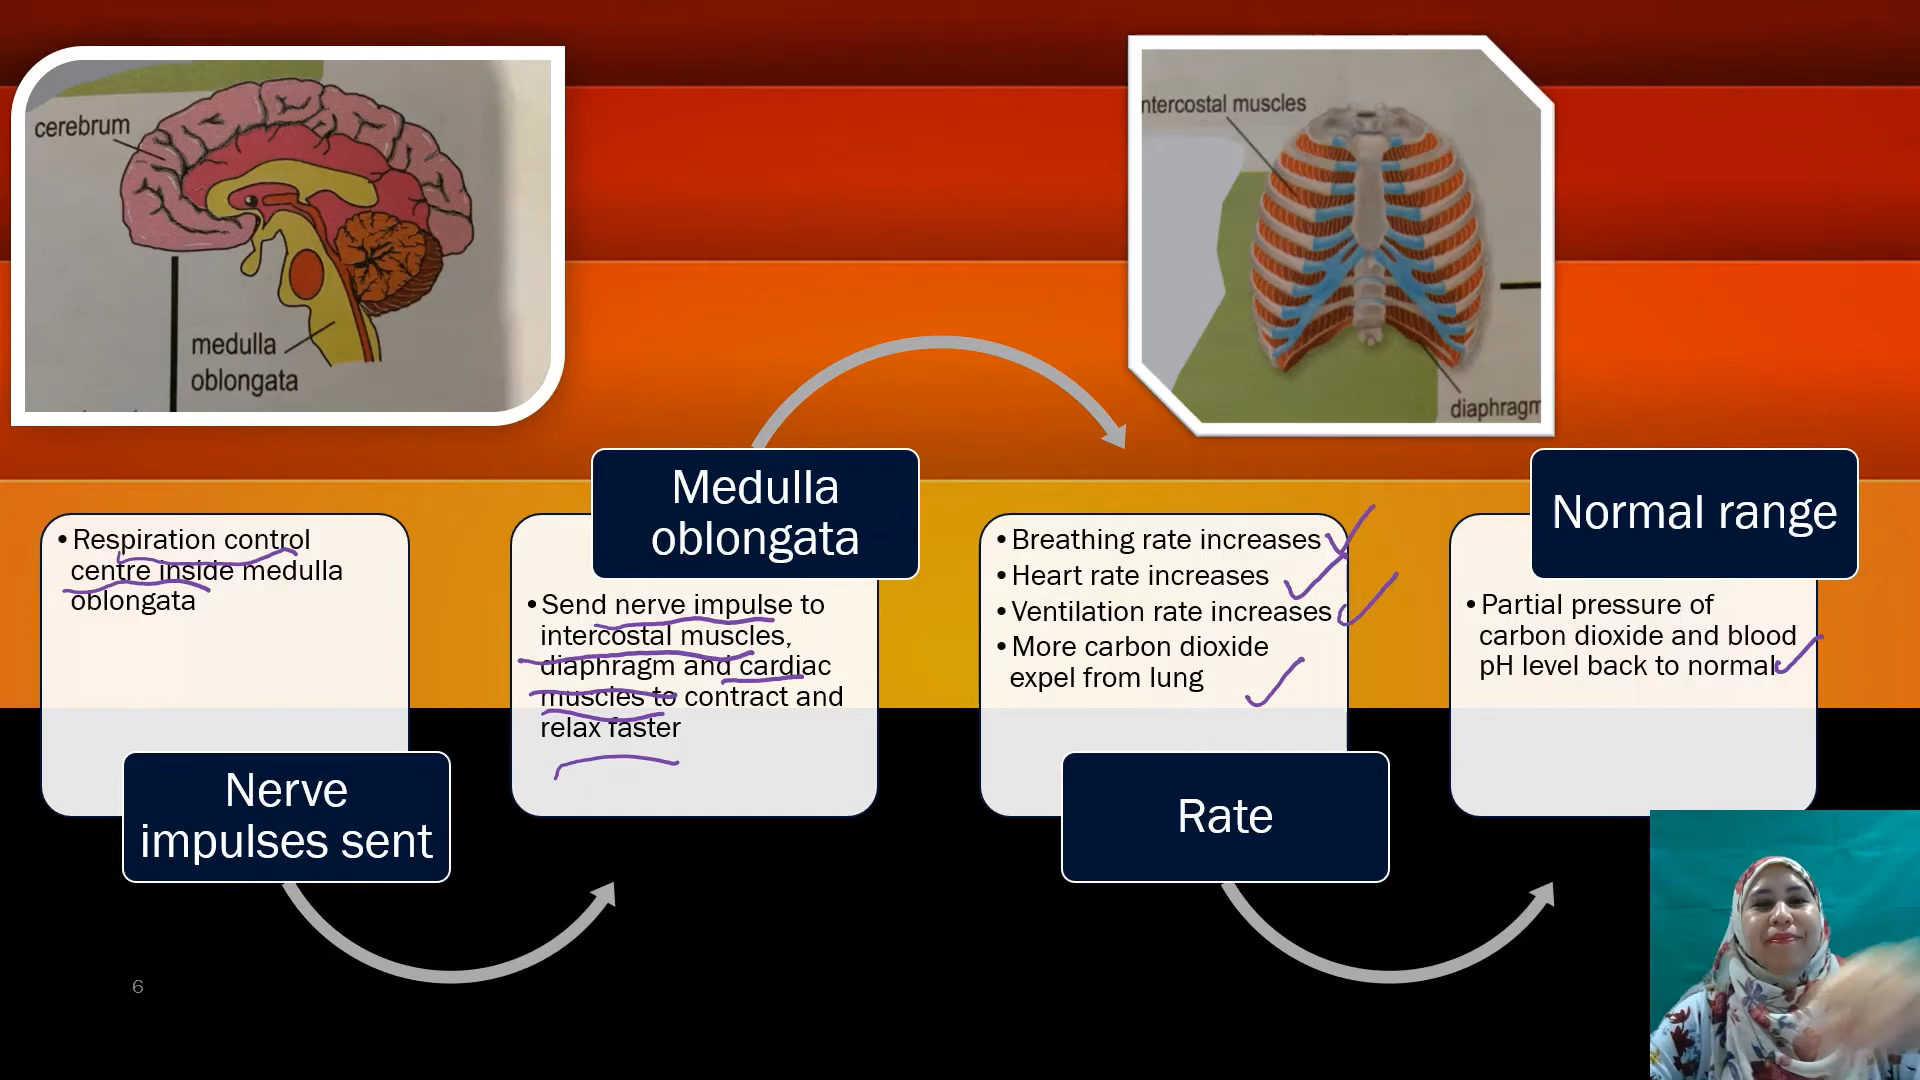 cerebrum
medulla
oblongata
ntercostal muscles
diaphragm
• Respiration control
centre inside medulla
oblongata
Nerve
impulses sent
Medulla
oblongata
• Send nerve impulse to
intercostal muscles,
diaphragm and cardiac
muscles to contract and
relax faster
• Breathing rate increases
• Heart rate increases
• Ventilation rate increases
• More carbon dioxide
expel from lung
Rate
Normal range
• Partial pressure of
carbon dioxide and blood
pH level back to normal
6